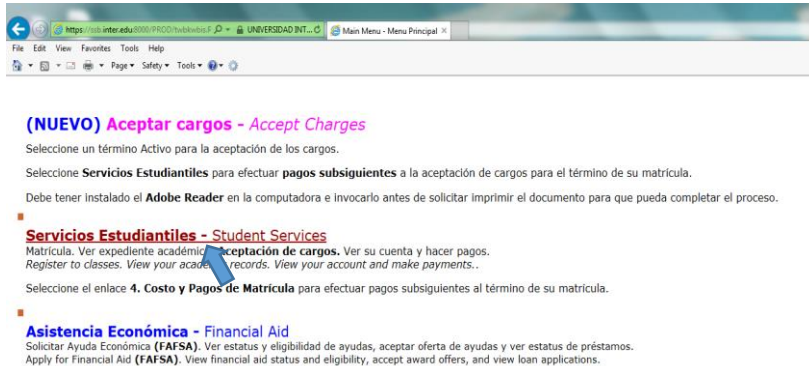 https://ssb.inter.edu:8000/PROD/twbkwbis.P
UNIVERSIDAD INT...
Main Menu - Menu Principal
File Edit View Favorites Tools Help
Page Safety Tools
(NUEVO) Aceptar cargos - Accept Charges
Seleccione un término Activo para la aceptación de los cargos.
Seleccione Servicios Estudiantiles para efectuar pagos subsiguientes a la aceptación de cargos para el término de su matrícula.
Debe tener instalado el Adobe Reader en la computadora e invocarlo antes de solicitar imprimir el documento para que pueda completar el proceso.
Servicios Estudiantiles - Student Services
Matrícula. Ver expediente académic Aceptación de cargos. Ver su cuenta y hacer pagos.
Register to classes. View your acade records. View your account and make payments..
Seleccione el enlace 4. Costo y Pagos de Matrícula para efectuar pagos subsiguientes al término de su matrícula.
Asistencia Económica - Financial Aid
Solicitar Ayuda Económica (FAFSA). Ver estatus y eligibilidad de ayudas, aceptar oferta de ayudas y ver estatus de préstamos.
Apply for Financial Aid (FAFSA). View financial aid status and eligibility, accept award offers, and view loan applications.